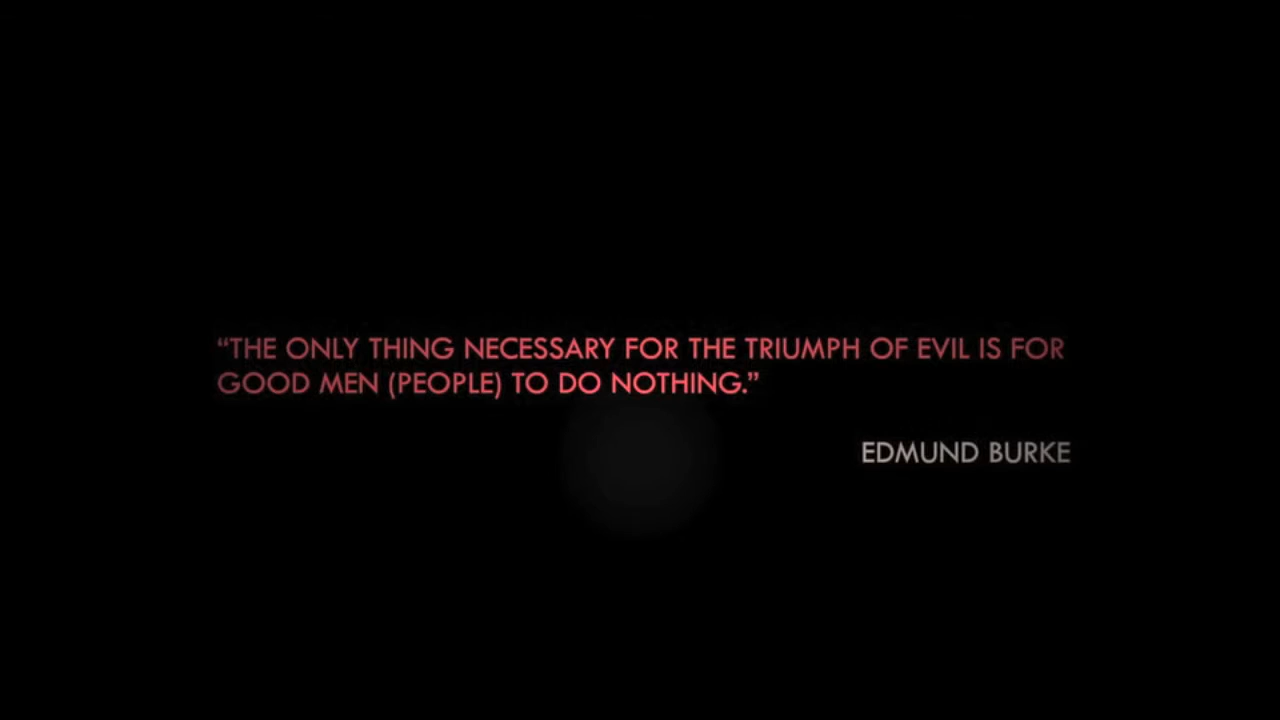 “THE ONLY THING NECESSARY FOR THE TRIUMPH OF EVIL IS FOR
GOOD MEN (PEOPLE) TO DO NOTHING.”
EDMUND BURKE